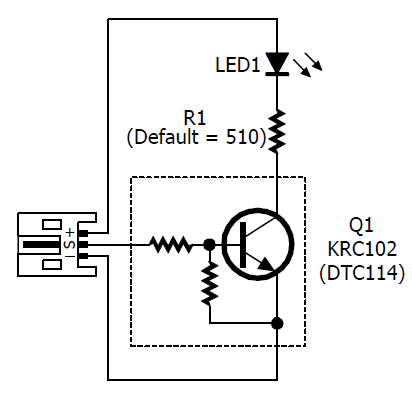 LED1
R1
(Default = 510)
+
S
−
Q1
KRC102
(DTC114)